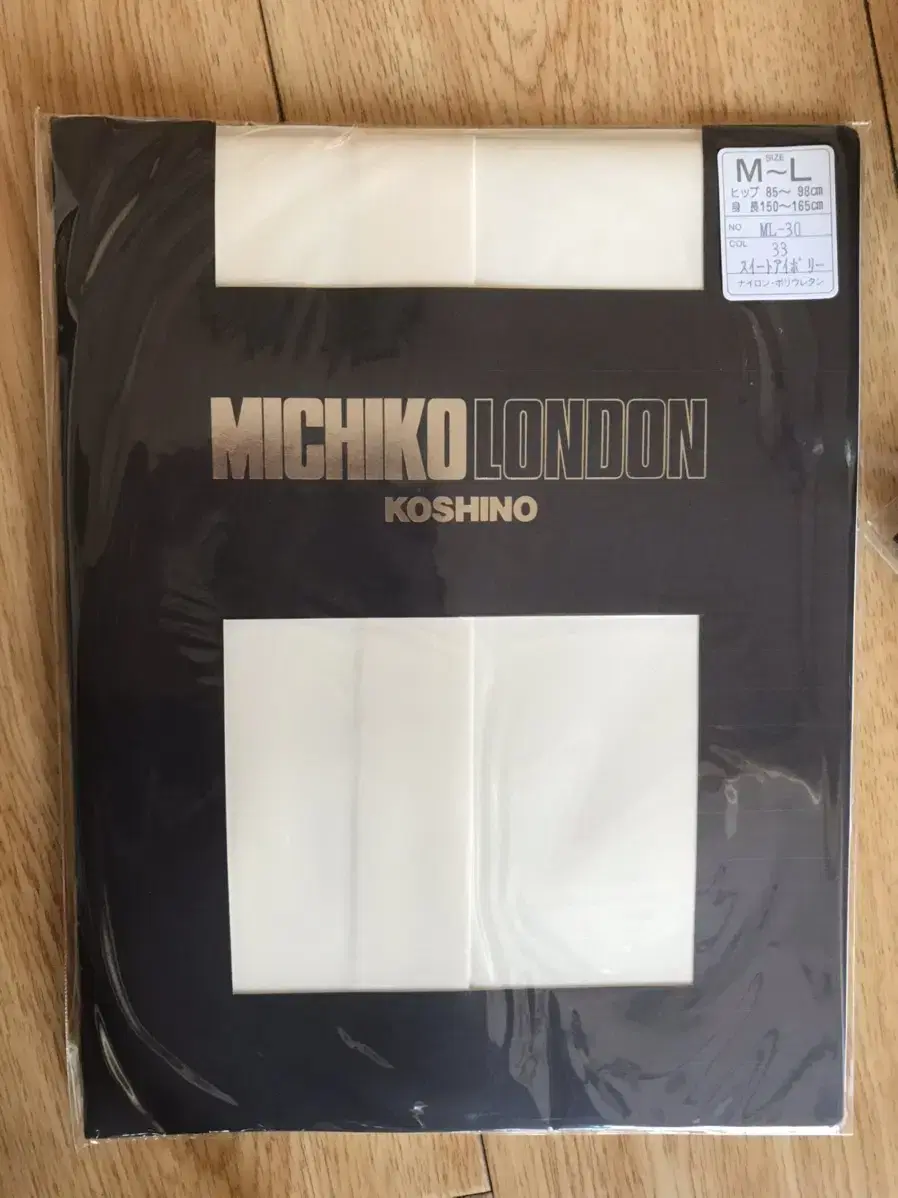 SIZE
M~L
ヒップ 85~ 98cm
身 長150~165cm
NO ML-30
COL 33
スイートアイボリー
ナイロン・ポリウレタン
MICHIKO LONDON
KOSHINO